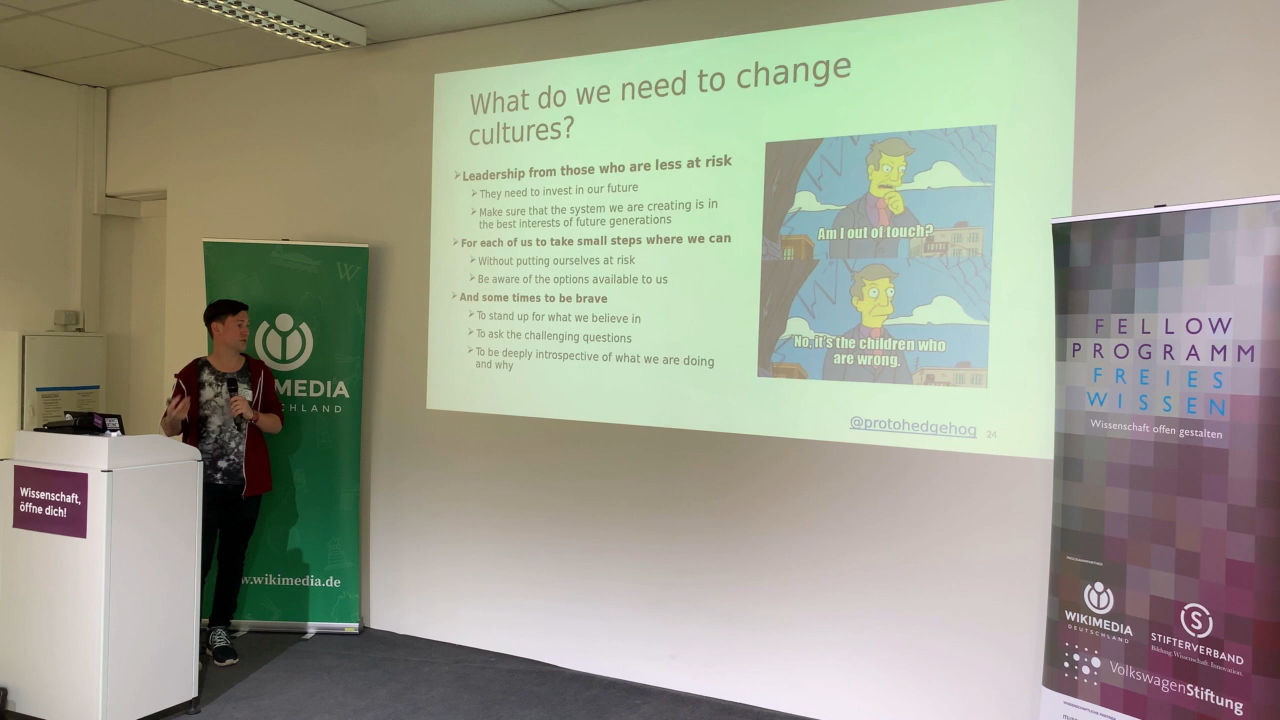 What do we need to change
cultures?
Leadership from those who are less at risk
They need to invest in our future
Make sure that the system we are creating is in
the best interests of future generations
For each of us to take small steps where we can
Without putting ourselves at risk
Be aware of the options available to us
And some times to be brave
To stand up for what we believe in
To ask the challenging questions
To be deeply introspective of what we are doing
and why
Am I out of touch?
No, it's the children who
are wrong.
@protohedgehog 24
W
MEDIA
CHLAND
w.wikimedia.de
Wissenschaft,
öffne dich!
FELLOW
PROGRAMM
FREIES
WISSEN
Wissenschaft offen gestalten
WIKIMEDIA
DEUTSCHLAND
S
STIFTERVERBAND
Bildung. Wissenschaft. Innovation.
VolkswagenStiftung